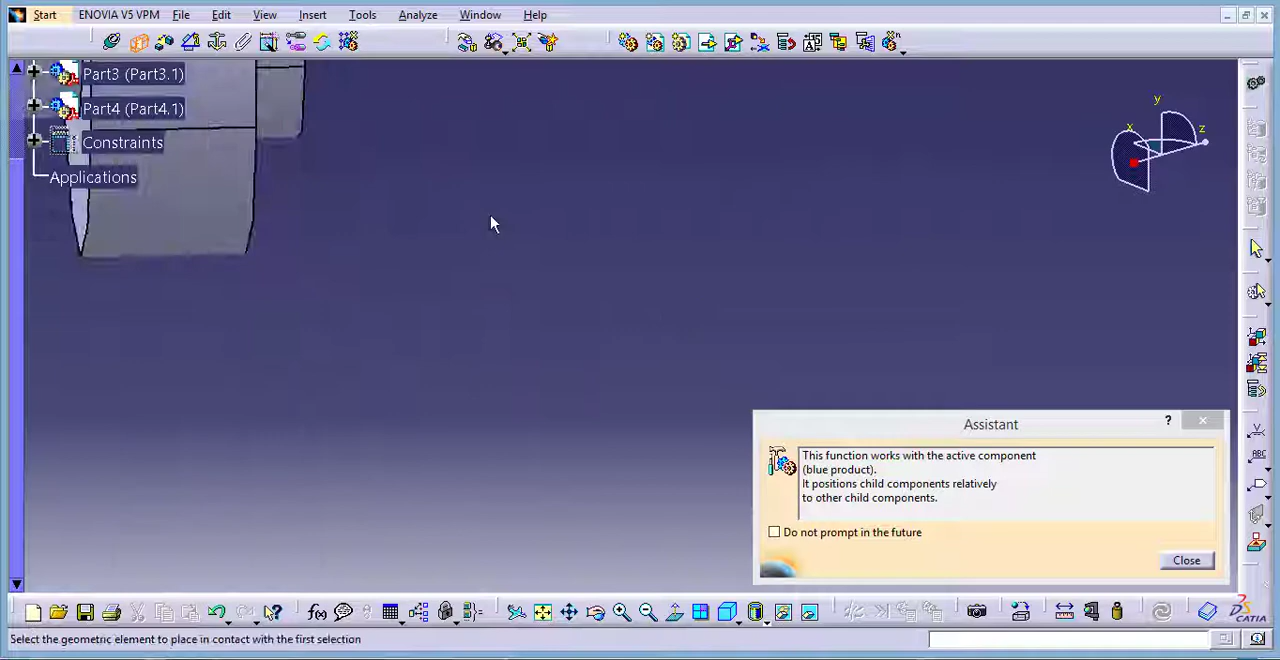 Start ENOVIA V5 VPM File Edit View Insert Tools Analyze Window Help
Part3 (Part3.1)
Part4 (Part4.1)
Constraints
Applications
y
x
z
Assistant
?
This function works with the active component
(blue product).
It positions child components relatively
to other child components.
Do not prompt in the future
Close
f(x)
ABC
CATIA
Select the geometric element to place in contact with the first selection